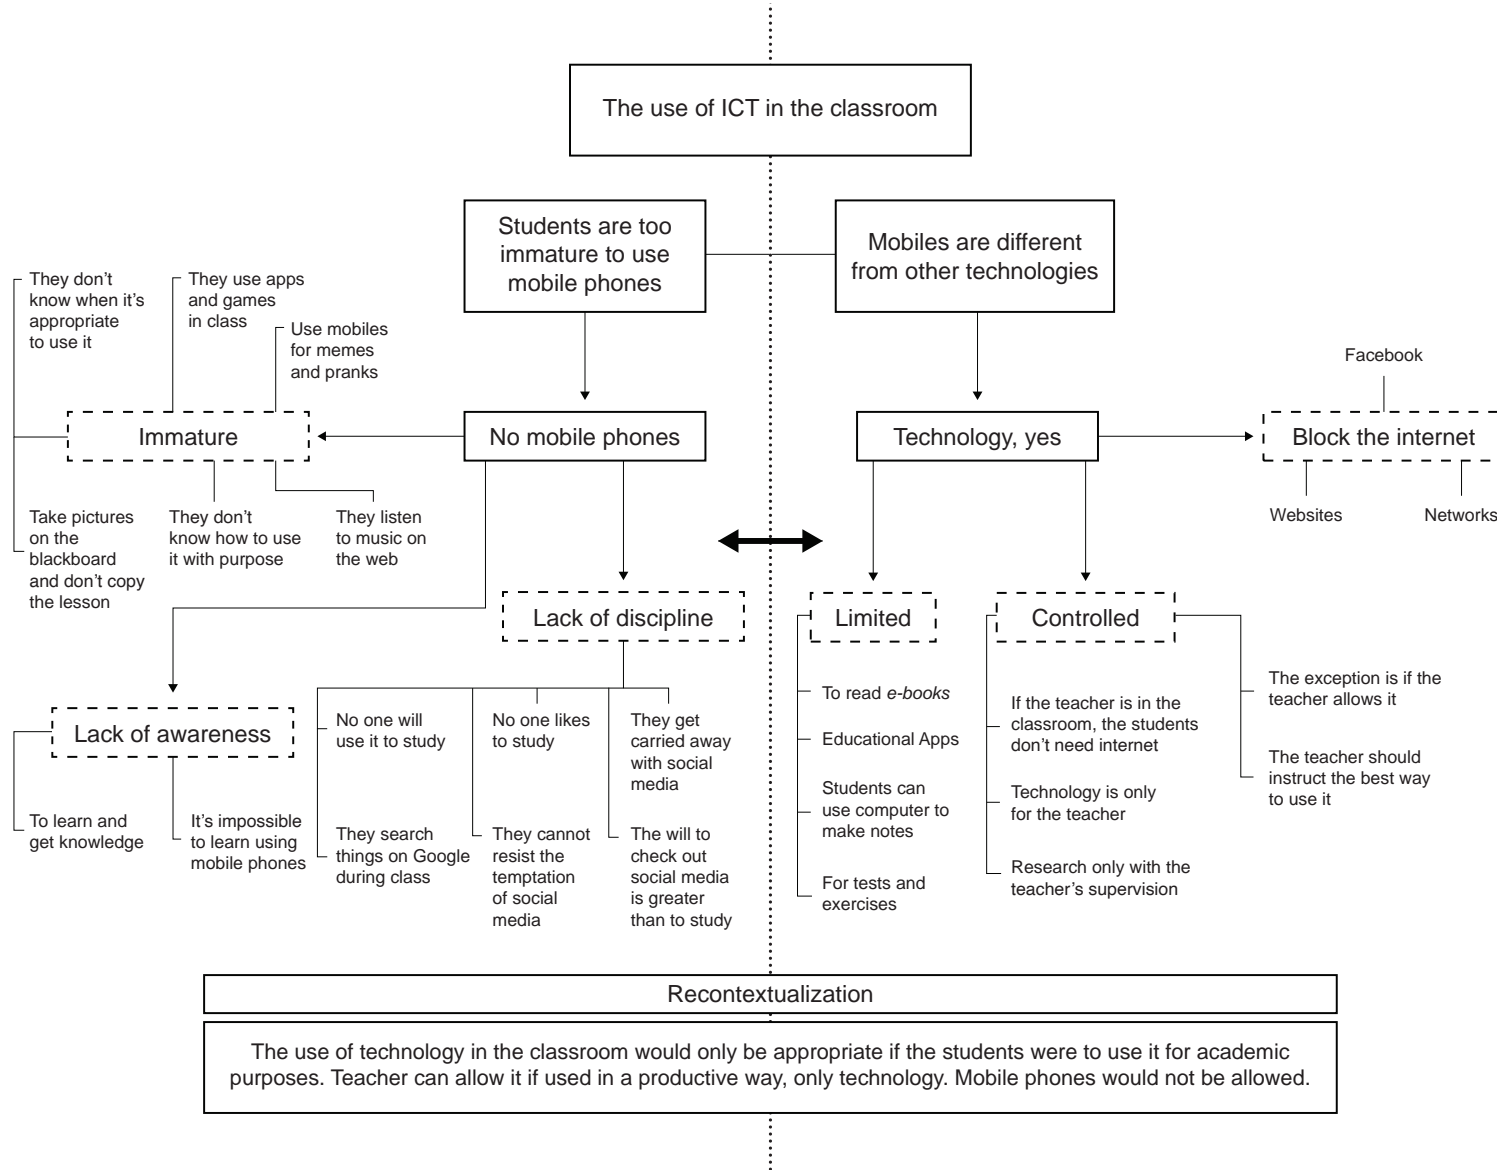 The use of ICT in the classroom
Students are too
immature to use
mobile phones
Mobiles are different
from other technologies
They don't
know when it's
appropriate
to use it
They use apps
and games
in class
Use mobiles
for memes
and pranks
Facebook
Immature
No mobile phones
Technology, yes
Block the internet
Take pictures
on the
blackboard
and don't copy
the lesson
They don't
know how to use
it with purpose
They listen
to music on
the web
Websites
Networks
Lack of discipline
Limited
Controlled
Lack of awareness
To learn and
get knowledge
It's impossible
to learn using
mobile phones
No one will
use it to study
No one likes
to study
They get
carried away
with social
media
They search
things on Google
during class
They cannot
resist the
temptation
of social
media
The will to
check out
social media
is greater
than to study
To read e-books
Educational Apps
Students can
use computer to
make notes
For tests and
exercises
If the teacher is in the
classroom, the students
don't need internet
Technology is only
for the teacher
Research only with the
teacher's supervision
The exception is if the
teacher allows it
The teacher should
instruct the best way
to use it
Recontextualization
The use of technology in the classroom would only be appropriate if the students were to use it for academic
purposes. Teacher can allow it if used in a productive way, only technology. Mobile phones would not be allowed.